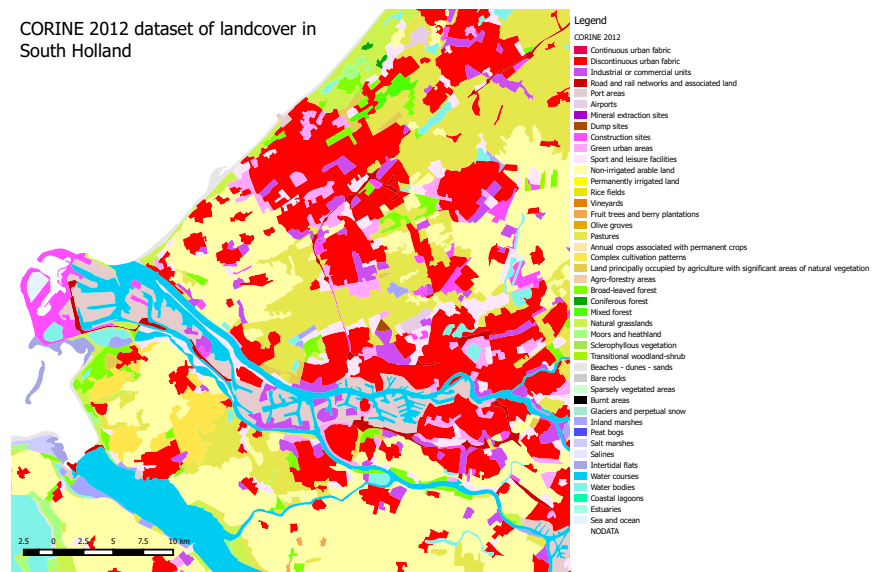 CORINE 2012 dataset of landcover in
South Holland
Legend
CORINE 2012
Continuous urban fabric
Discontinuous urban fabric
Industrial or commercial units
Road and rail networks and associated land
Port areas
Airports
Mineral extraction sites
Dump sites
Construction sites
Green urban areas
Sport and leisure facilities
Non-irrigated arable land
Permanently irrigated land
Rice fields
Vineyards
Fruit trees and berry plantations
Olive groves
Pastures
Annual crops associated with permanent crops
Complex cultivation patterns
Land principally occupied by agriculture with significant areas of natural vegetation
Agro-forestry areas
Broad-leaved forest
Coniferous forest
Mixed forest
Natural grasslands
Moors and heathland
Sclerophyllous vegetation
Transitional woodland-shrub
Beaches - dunes - sands
Bare rocks
Sparsely vegetated areas
Burnt areas
Glaciers and perpetual snow
Inland marshes
Peat bogs
Salt marshes
Salines
Intertidal flats
Water courses
Water bodies
Coastal lagoons
Estuaries
Sea and ocean
NODATA
2.5 0 2.5 5 7.5 10 km